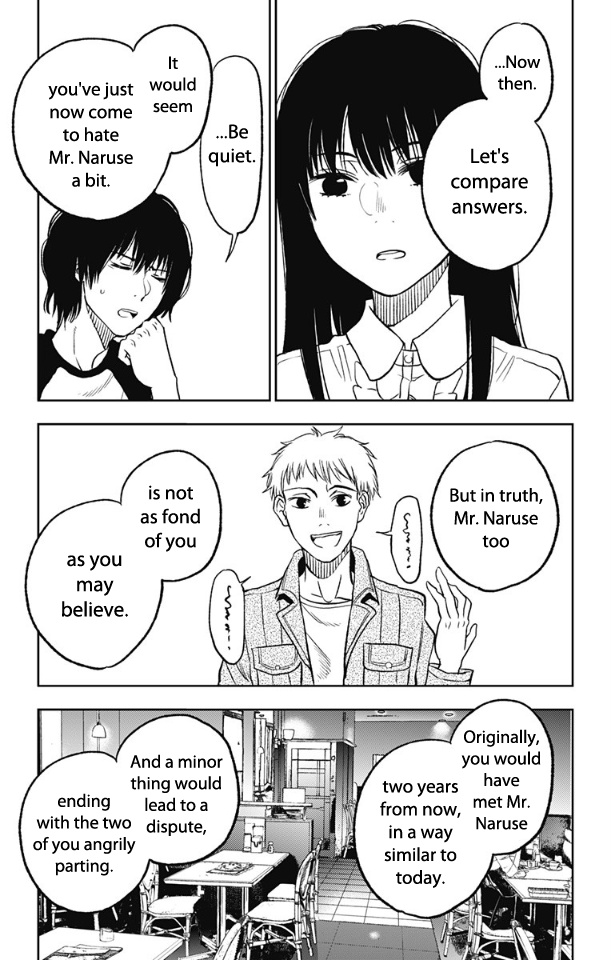 ...Now
then.
Let's
compare
answers.
...Be
quiet.
It
would
seem
you've just
now come
to hate
Mr. Naruse
a bit.
But in truth,
Mr. Naruse
too
is not
as fond
of you
as you
may
believe.
Originally,
you would
have
met Mr.
Naruse
two years
from now,
in a way
similar to
today.
And a minor
thing would
lead to a
dispute,
ending
with the two
of you angrily
parting.